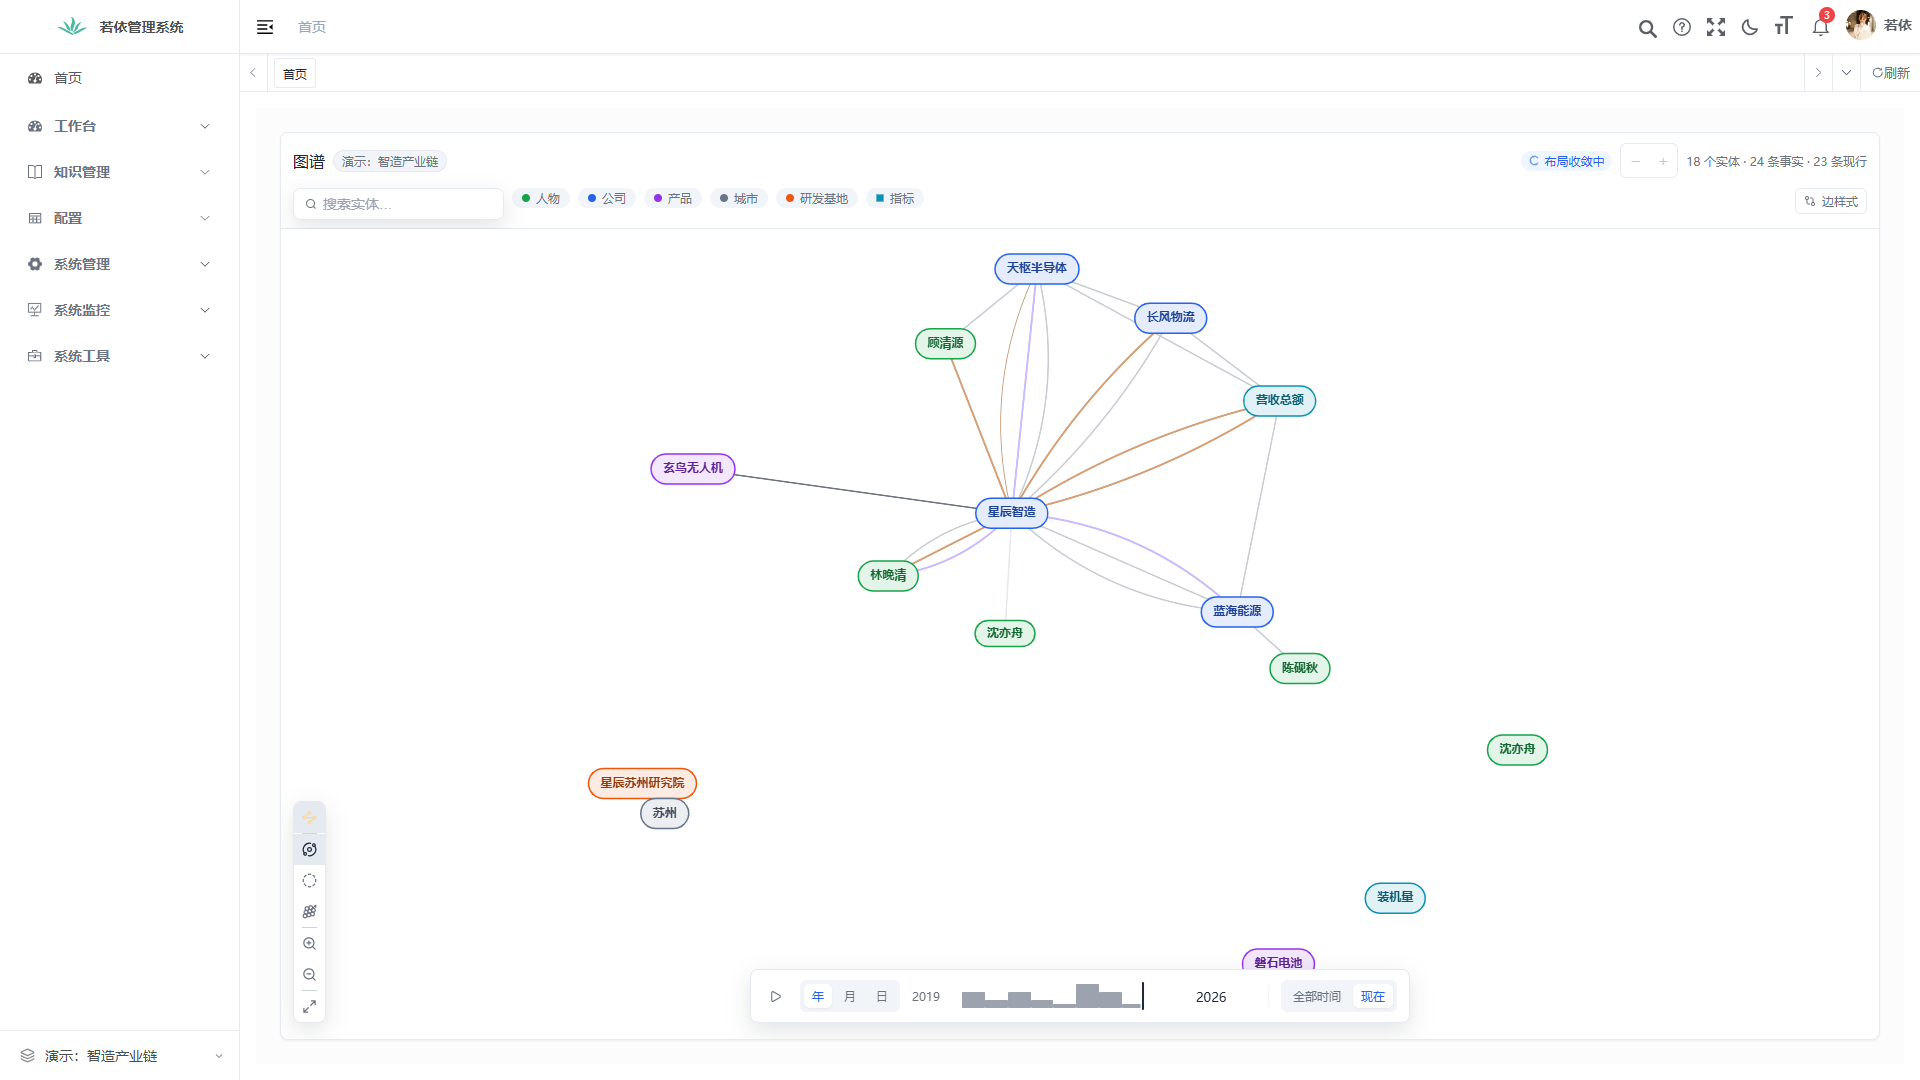 若依管理系统
首页
3
若依
首页
工作台
知识管理
配置
系统管理
系统监控
系统工具
演示：智造产业链
首页
刷新
图谱
演示：智造产业链
布局收敛中
18 个实体 · 24 条事实 · 23 条现行
搜索实体...
人物
公司
产品
城市
研发基地
指标
边样式
天枢半导体
长风物流
顾清源
营收总额
玄鸟无人机
星辰智造
林晚清
沈亦舟
蓝海能源
陈砚秋
沈亦舟
星辰苏州研究院
苏州
装机量
磐石电池
年 月 日 2019 2026 全部时间 现在